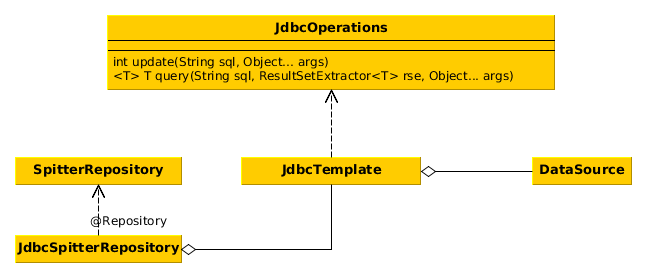 JdbcOperations
int update(String sql, Object... args)
<T> T query(String sql, ResultSetExtractor<T> rse, Object... args)
SpitterRepository
JdbcTemplate
DataSource
@Repository
JdbcSpitterRepository